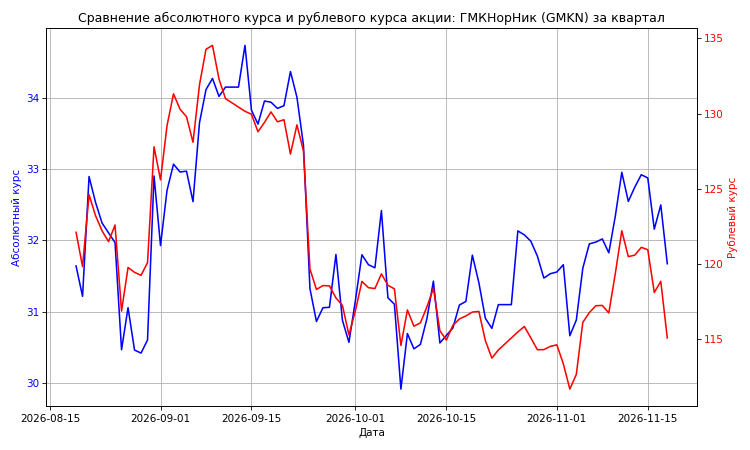 Сравнение абсолютного курса и рублевого курса акции: ГМКНорНик (GMKN) за квартал
135
34
130
33
125
Абсолютный курс
Рублевый курс
32
120
31
115
30
2026-08-15 2026-09-01 2026-09-15 2026-10-01 2026-10-15 2026-11-01 2026-11-15
Дата